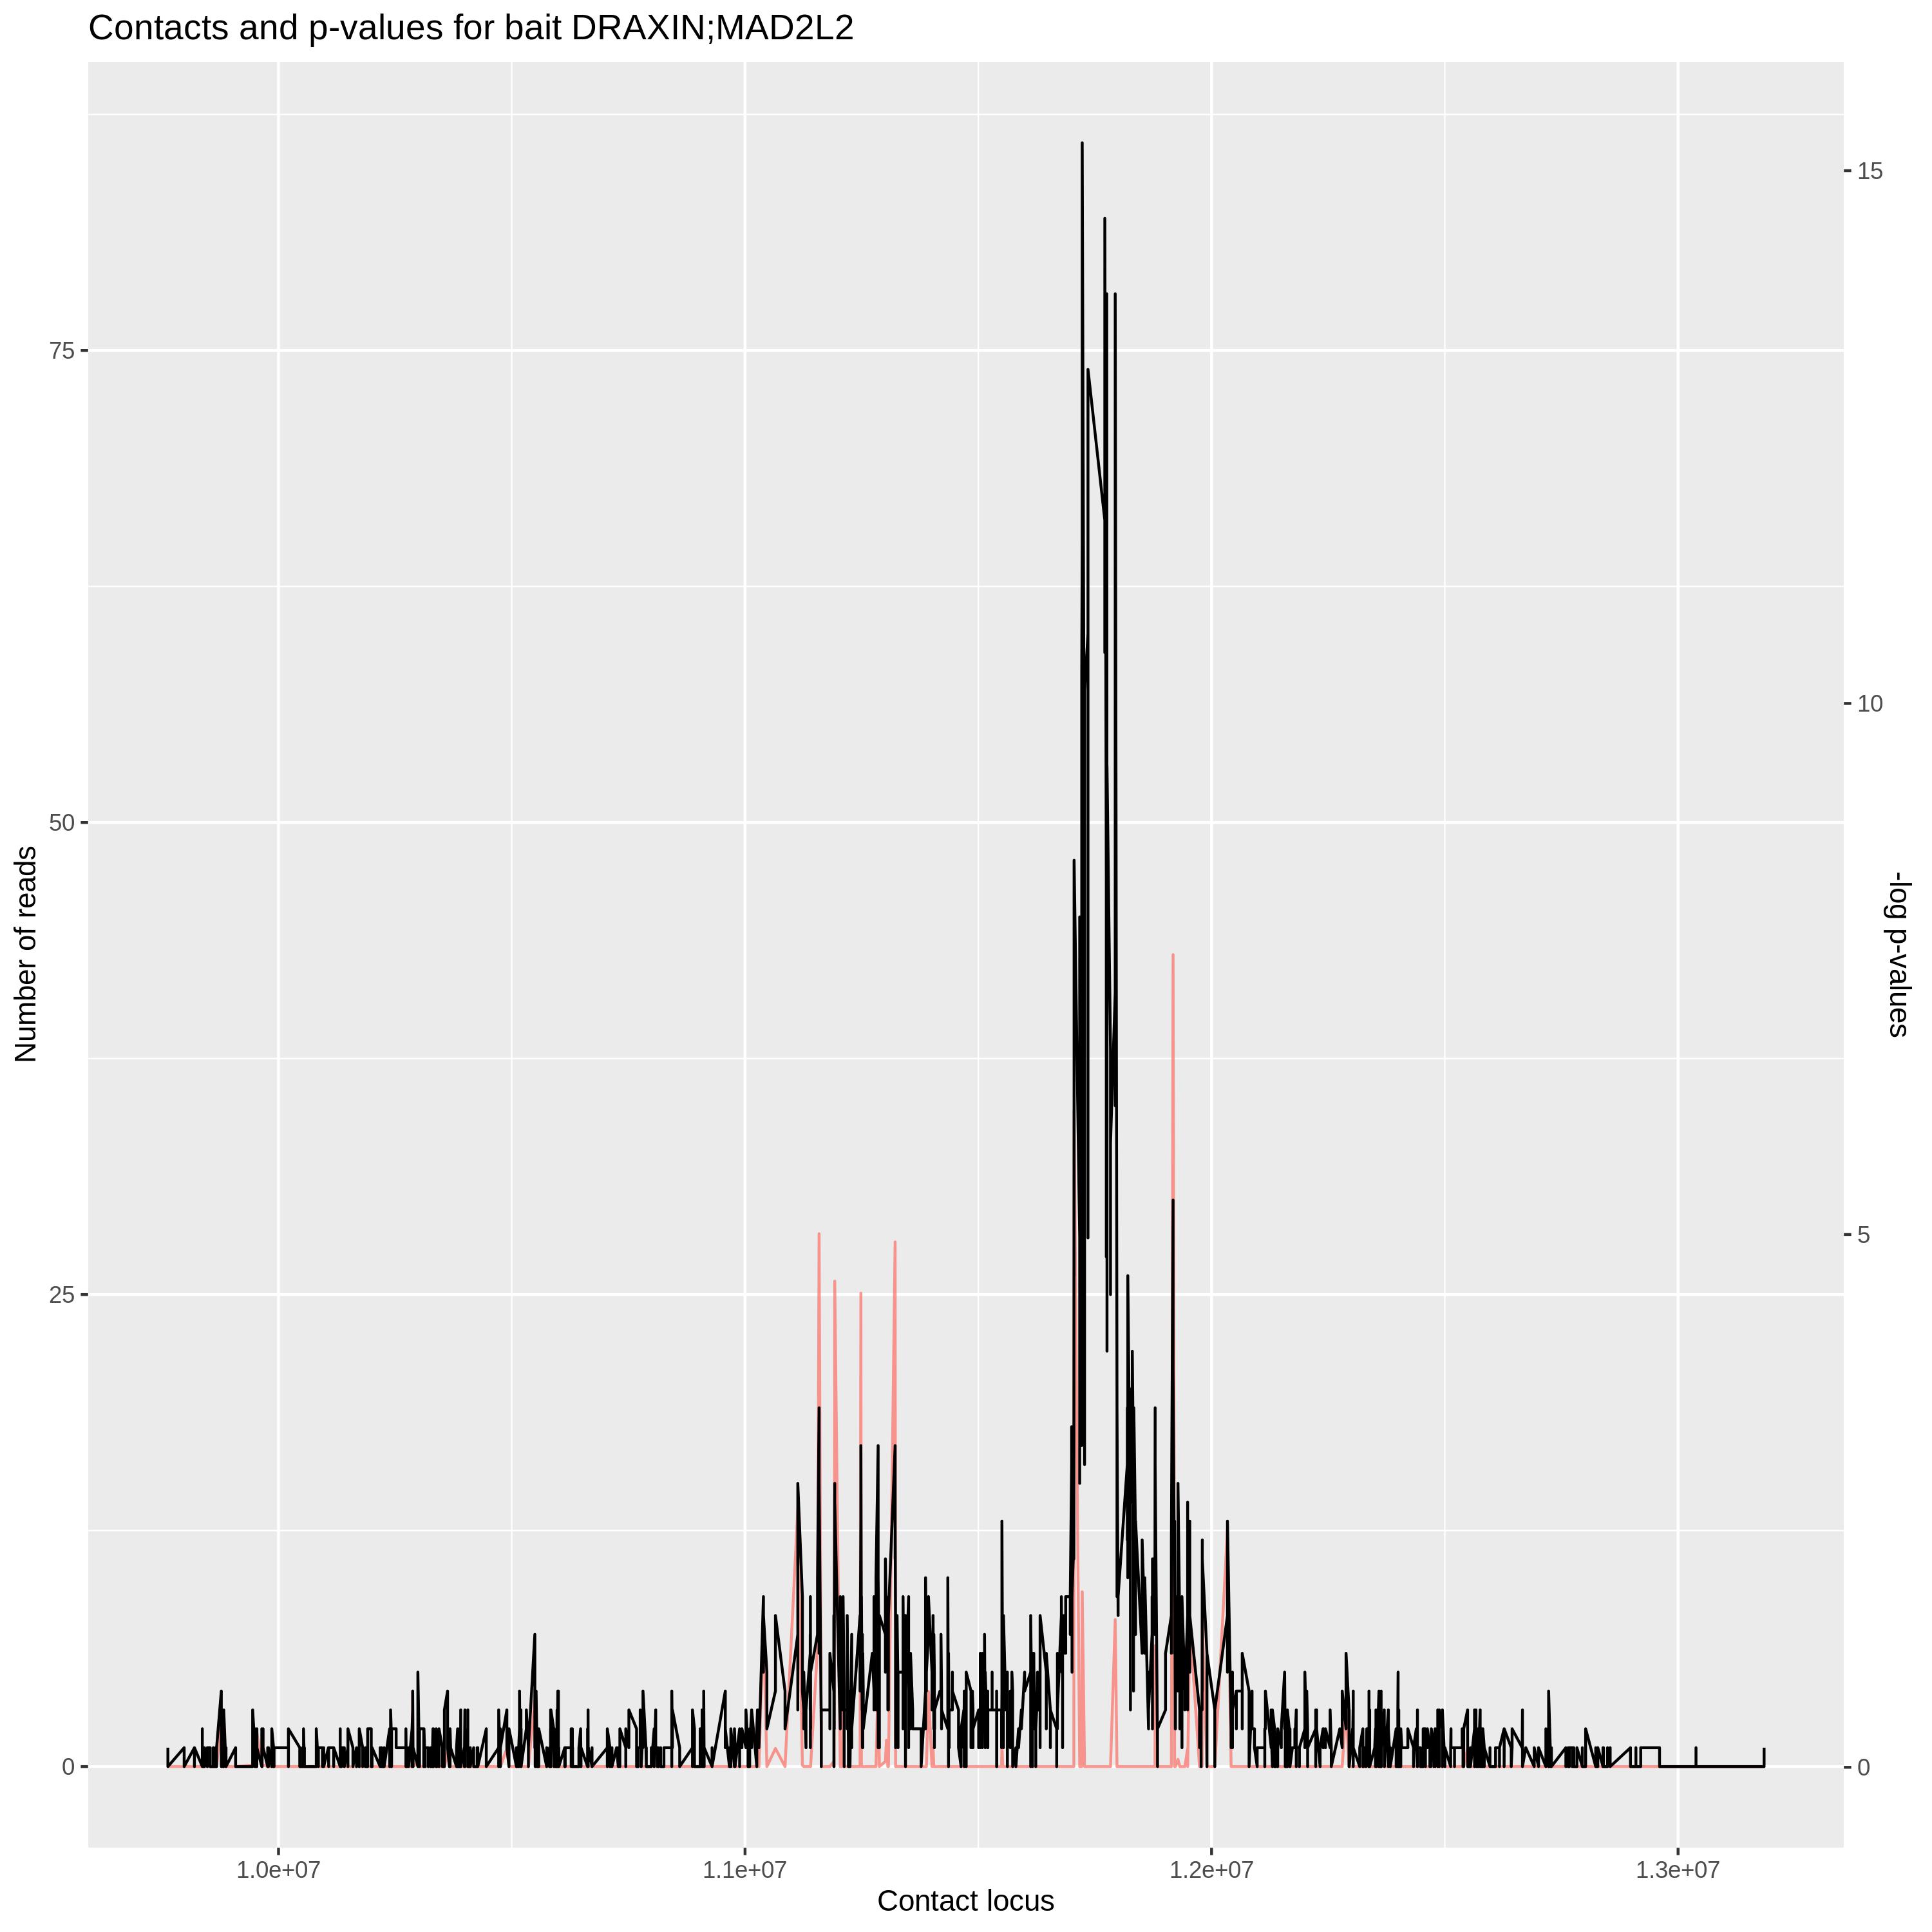 Contacts and p-values for bait DRAXIN;MAD2L2
15
75
10
50
Number of reads
-log p-values
5
25
0
0
1.0e+07 1.1e+07 1.2e+07 1.3e+07
Contact locus